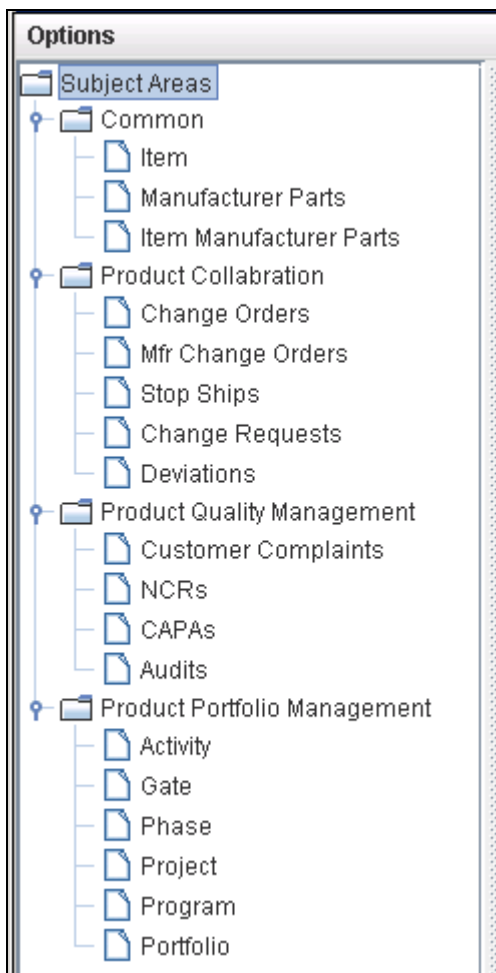 Options
Subject Areas
Common
Item
Manufacturer Parts
Item Manufacturer Parts
Product Collabration
Change Orders
Mfr Change Orders
Stop Ships
Change Requests
Deviations
Product Quality Management
Customer Complaints
NCRs
CAPAs
Audits
Product Portfolio Management
Activity
Gate
Phase
Project
Program
Portfolio